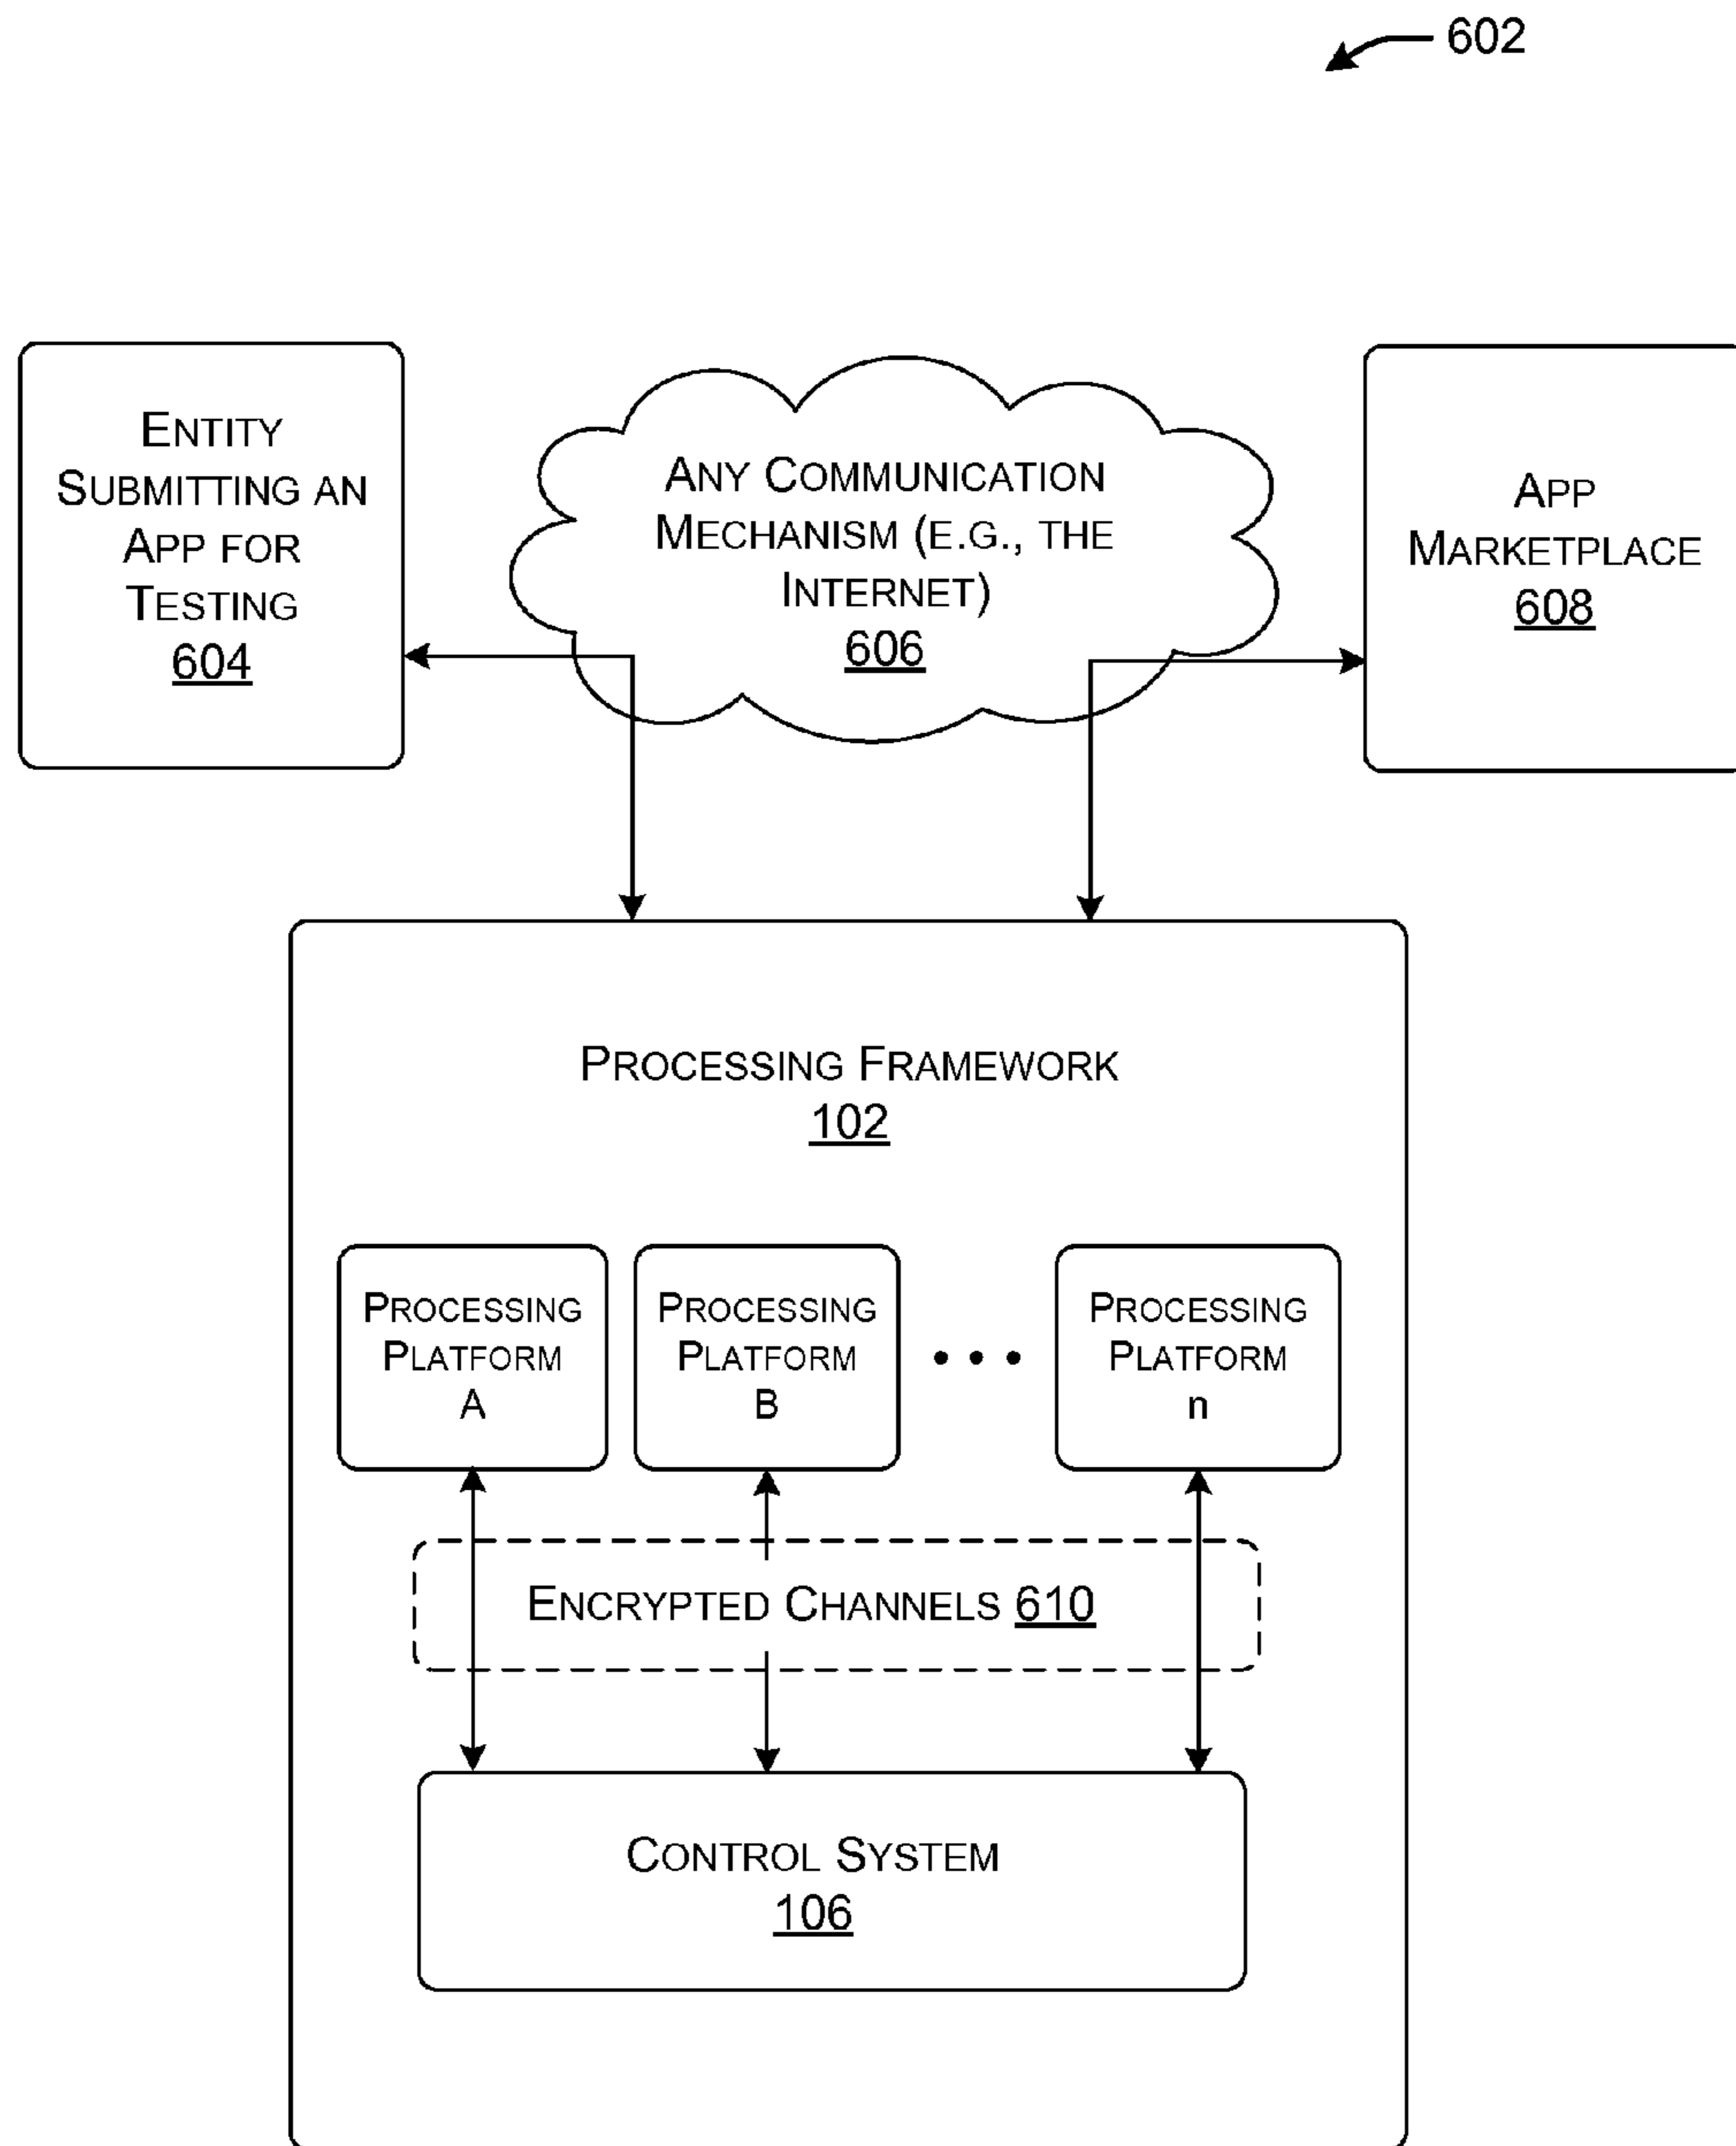 602
ENTITY
SUBMITTING AN
APP FOR
TESTING
604
ANY COMMUNICATION
MECHANISM (E.G., THE
INTERNET)
606
APP
MARKETPLACE
608
PROCESSING FRAMEWORK
102
PROCESSING
PLATFORM
A
PROCESSING
PLATFORM
B
• • •
PROCESSING
PLATFORM
n
ENCRYPTED CHANNELS 610
CONTROL SYSTEM
106